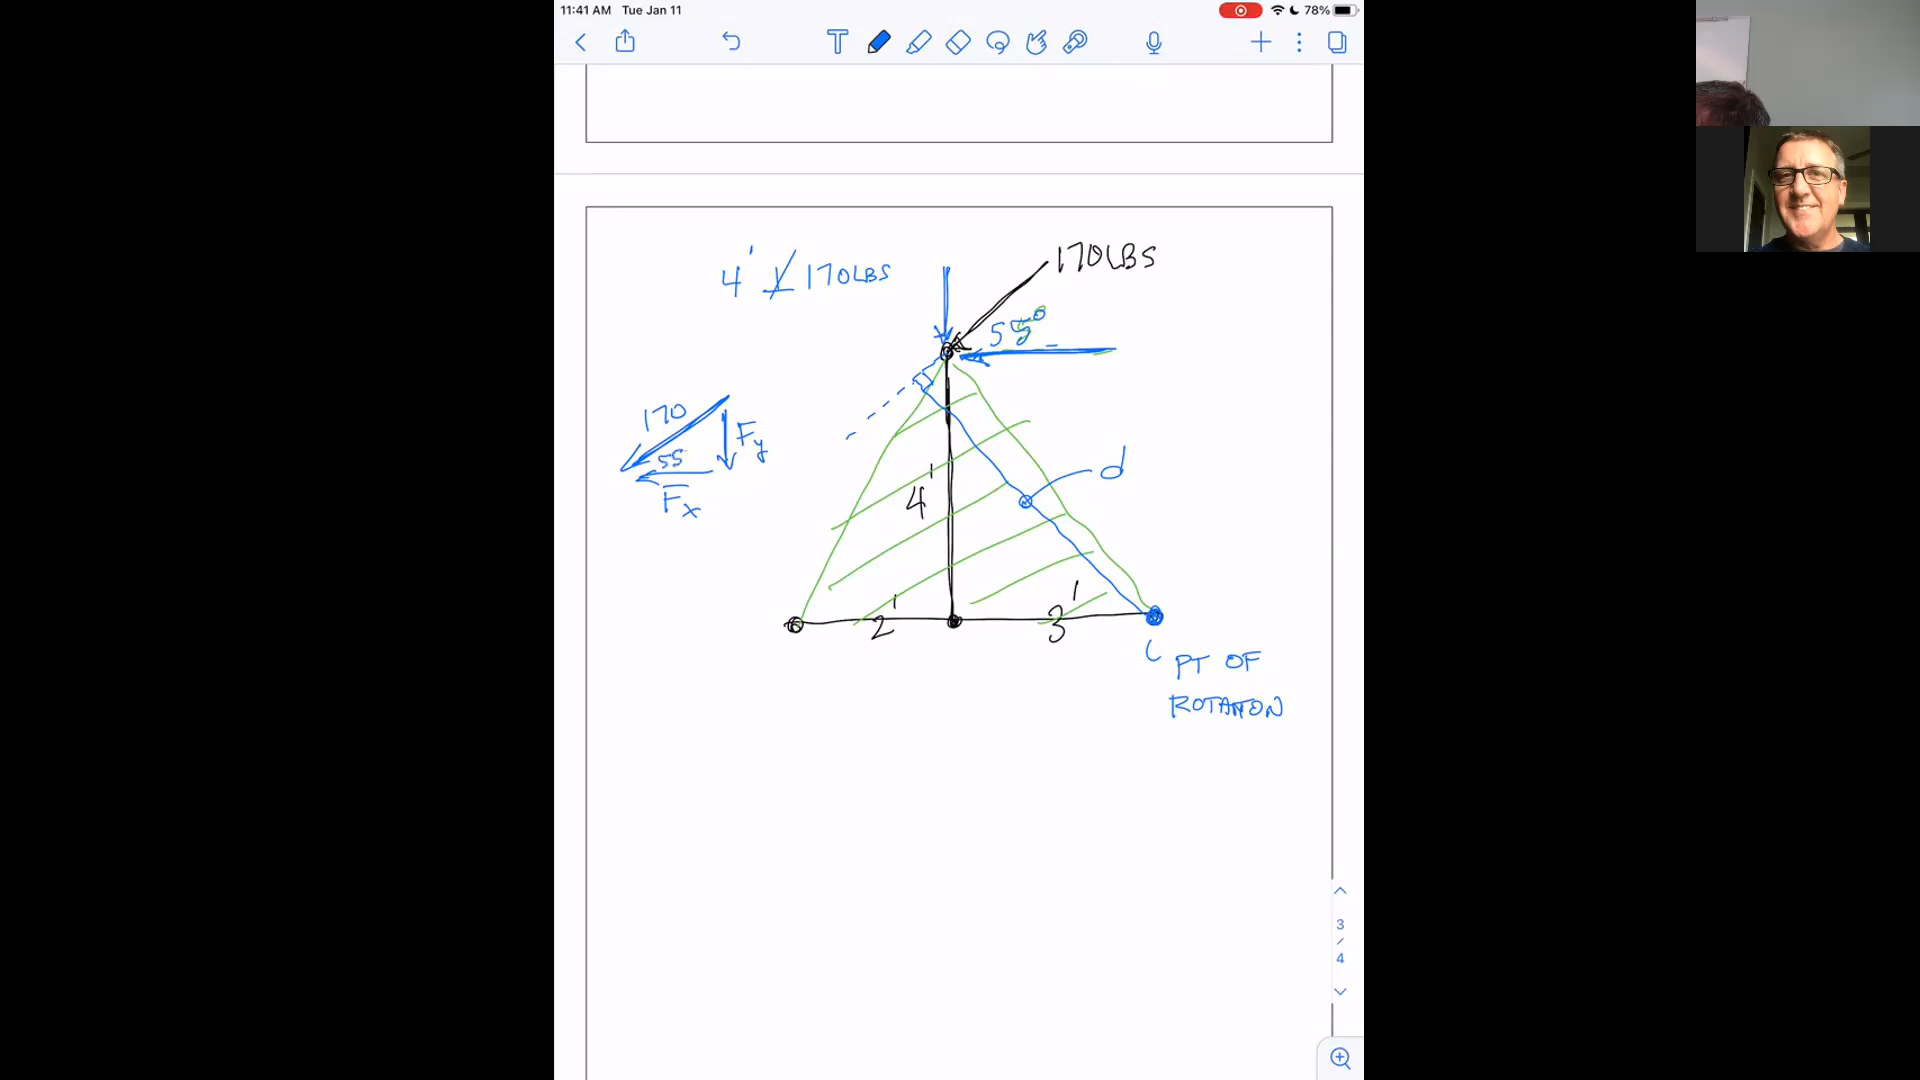 11:41 AM Tue Jan 11
78%
4' ⊥̸ 170LBS
170LBS
55°
170
55
Fy
Fx
d
4'
2'
3'
PT OF
ROTATION
3
/
4